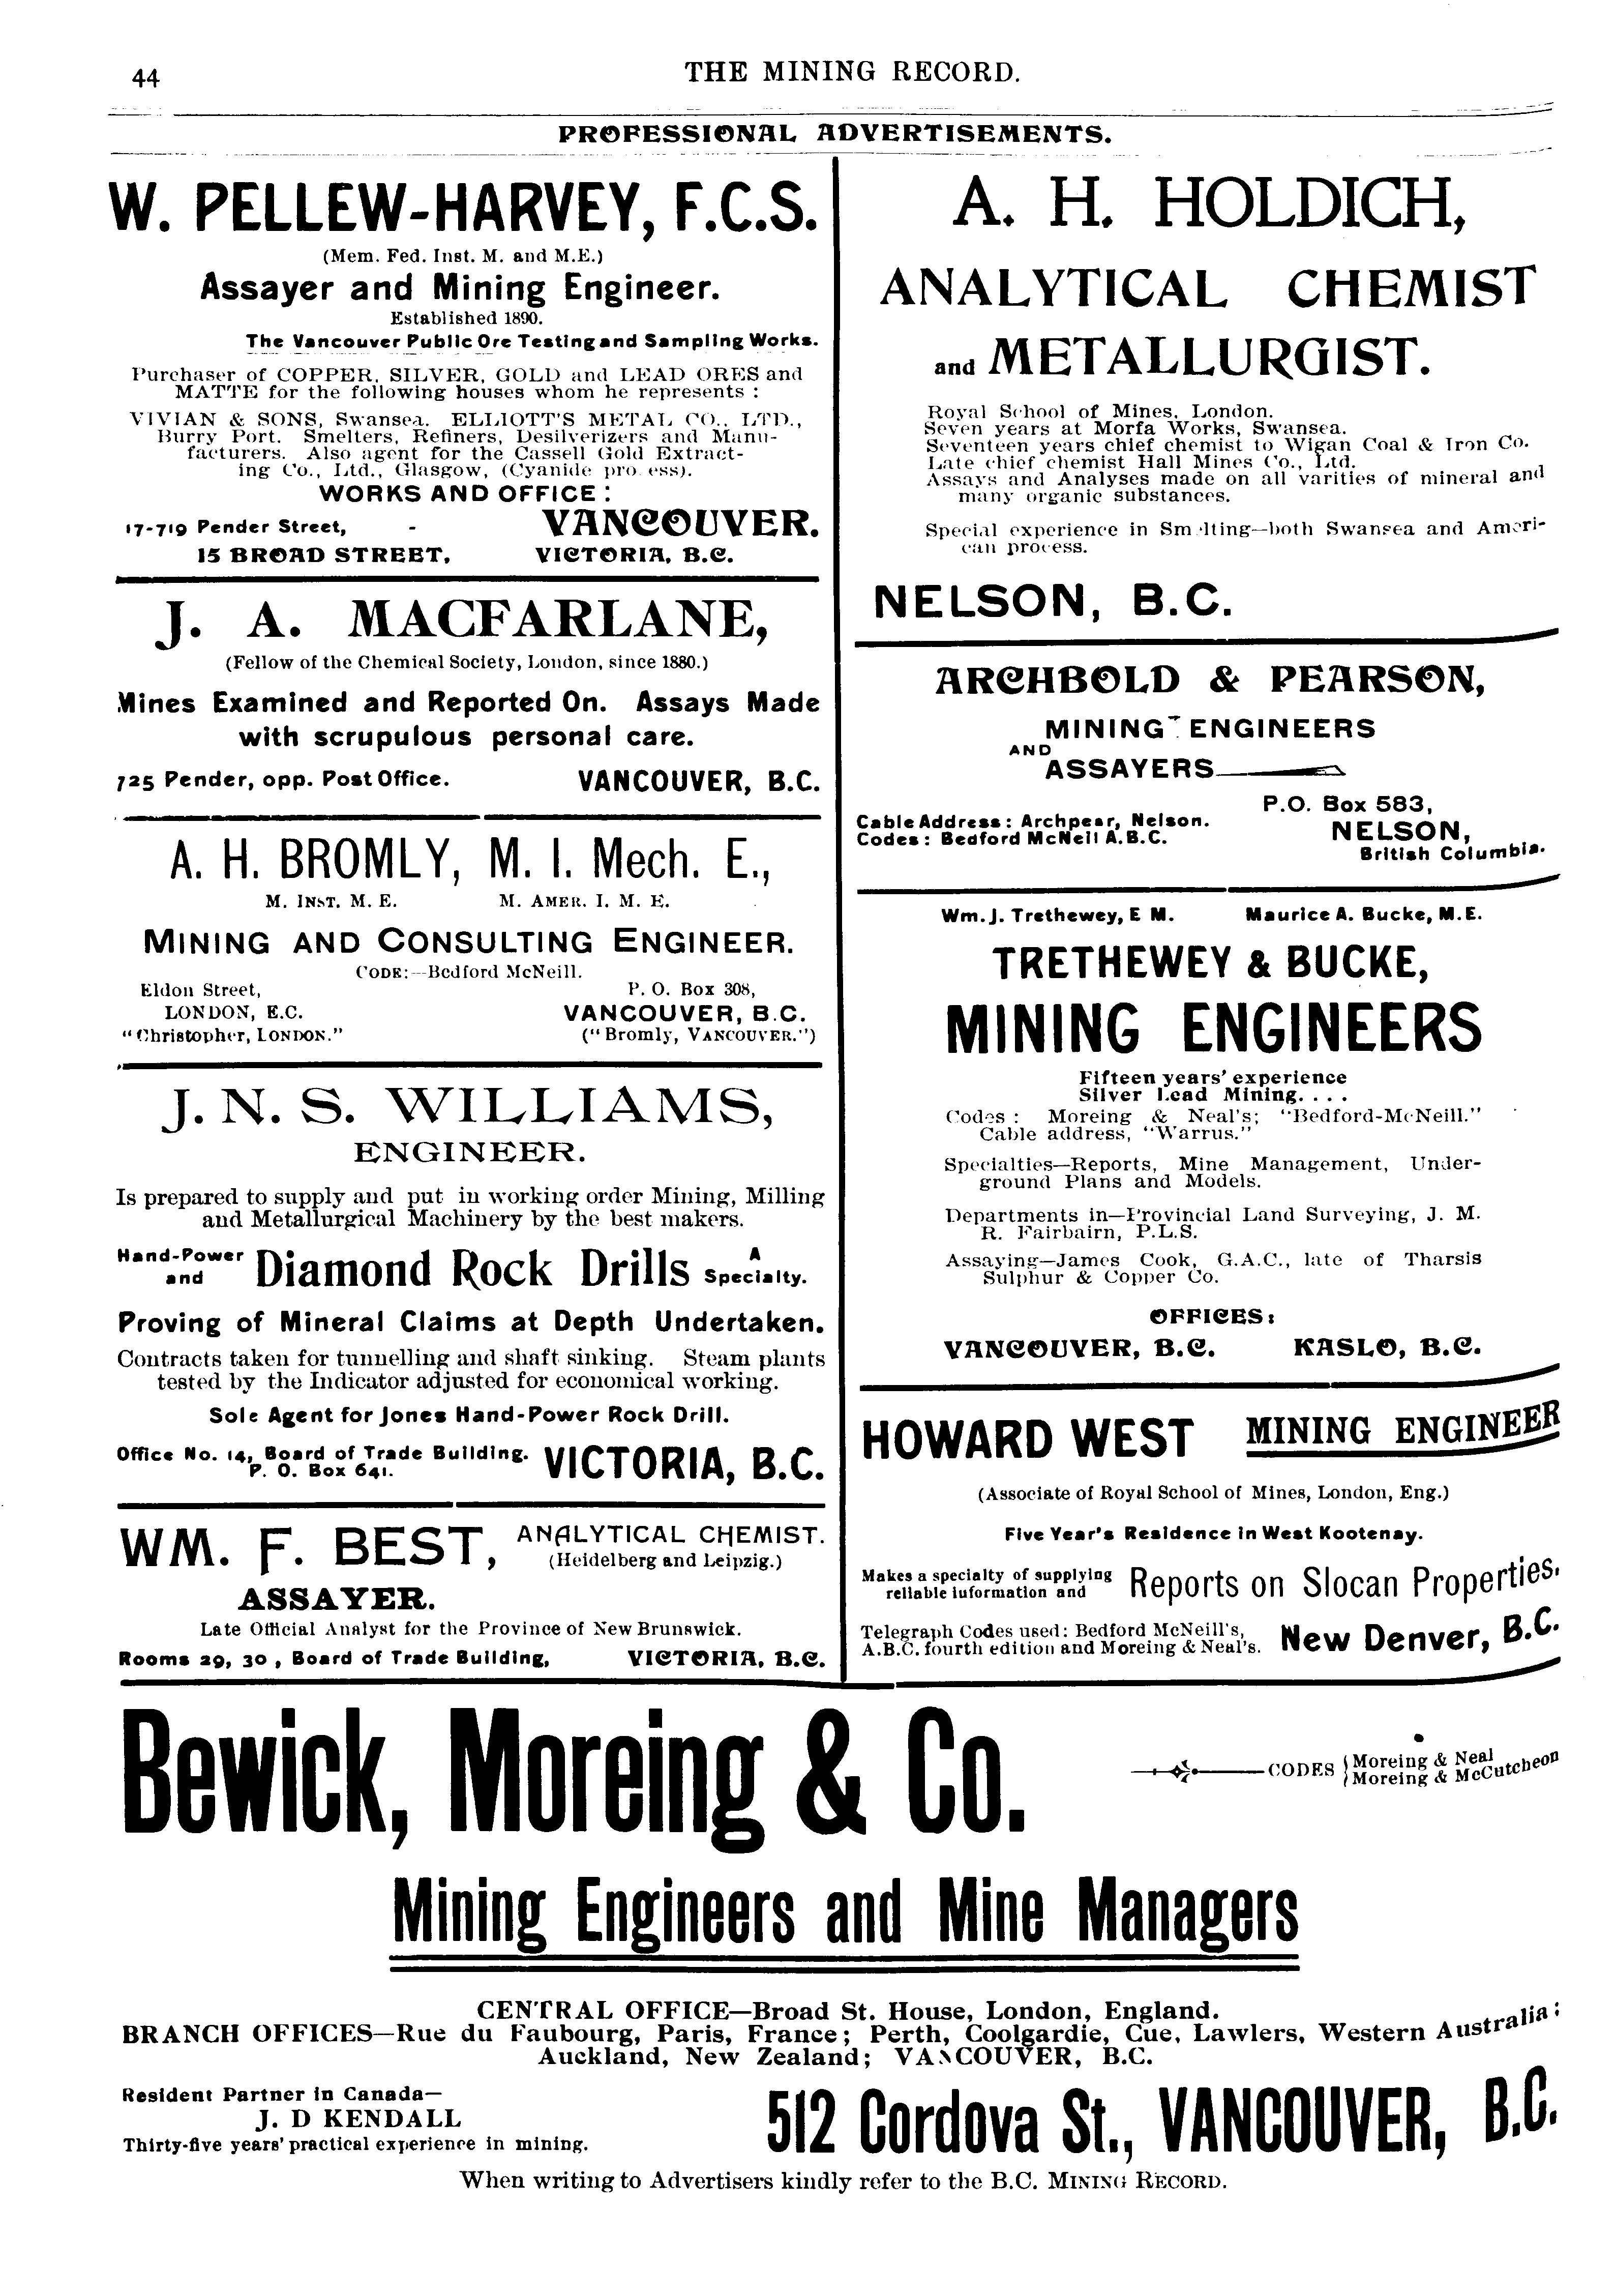 44
THE MINING RECORD.
PROFESSIONAL ADVERTISEMENTS.
W. PELLEW-HARVEY, F.C.S.
(Mem. Fed. Inst. M. and M.E.)
Assayer and Mining Engineer.
Established 1890.
The Vancouver Public Ore Testing and Sampling Works.
Purchaser of COPPER, SILVER, GOLD and LEAD ORES and
MATTE for the following houses whom he represents :
VIVIAN & SONS, Swansea. ELLIOTT'S METAL CO., LTD.,
Burry Port. Smelters, Refiners, Desilverizers and Manu-
facturers. Also agent for the Cassell Gold Extract-
ing Co., Ltd., Glasgow, (Cyanide pro ess).
WORKS AND OFFICE :
17-719 Pender Street, - VANCOUVER.
15 BROAD STREET, VICTORIA, B.C.
J. A. MACFARLANE,
(Fellow of the Chemical Society, London, since 1880.)
Mines Examined and Reported On. Assays Made
with scrupulous personal care.
725 Pender, opp. Post Office. VANCOUVER, B.C.
A. H. BROMLY, M. I. Mech. E.,
M. INST. M. E. M. AMER. I. M. E.
MINING AND CONSULTING ENGINEER.
CODE:—Bedford McNeill.
Eldon Street, P. O. Box 308,
LONDON, E.C. VANCOUVER, B.C.
"Christopher, LONDON." ("Bromly, VANCOUVER.")
J. N. S. WILLIAMS,
ENGINEER.
Is prepared to supply and put in working order Mining, Milling
and Metallurgical Machinery by the best makers.
Hand-Power and Diamond Rock Drills A Specialty.
Proving of Mineral Claims at Depth Undertaken.
Contracts taken for tunnelling and shaft sinking. Steam plants
tested by the Indicator adjusted for economical working.
Sole Agent for Jones Hand-Power Rock Drill.
Office No. 14, Board of Trade Building. VICTORIA, B.C.
P. O. Box 641.
WM. F. BEST, ANALYTICAL CHEMIST.
(Heidelberg and Leipzig.)
ASSAYER.
Late Official Analyst for the Province of New Brunswick.
Rooms 29, 30 , Board of Trade Building, VICTORIA, B.C.
A. H. HOLDICH,
ANALYTICAL CHEMIST
and METALLURGIST.
Royal School of Mines, London.
Seven years at Morfa Works, Swansea.
Seventeen years chief chemist to Wigan Coal & Iron Co.
Late chief chemist Hall Mines Co., Ltd.
Assays and Analyses made on all varities of mineral and
many organic substances.
Special experience in Sm lting—both Swansea and Ameri-
can process.
NELSON, B.C.
ARCHBOLD & PEARSON,
MINING ENGINEERS
AND
ASSAYERS
P.O. Box 583,
Cable Address : Archpear, Nelson. NELSON,
Codes : Bedford McNeil A.B.C. British Columbia.
Wm. J. Trethewey, E M. Maurice A. Bucke, M.E.
TRETHEWEY & BUCKE,
MINING ENGINEERS
Fifteen years' experience
Silver Lead Mining. . . .
Codes : Moreing & Neal's; "Bedford-McNeill."
Cable address, "Warrus."
Specialties—Reports, Mine Management, Under-
ground Plans and Models.
Departments in—Provincial Land Surveying, J. M.
R. Fairbairn, P.L.S.
Assaying—James Cook, G.A.C., late of Tharsis
Sulphur & Copper Co.
OFFICES:
VANCOUVER, B.C. KASLO, B.C.
HOWARD WEST MINING ENGINEER
(Associate of Royal School of Mines, London, Eng.)
Five Year's Residence in West Kootenay.
Makes a specialty of supplying reliable information and Reports on Slocan Properties.
Telegraph Codes used: Bedford McNeill's,
A.B.C. fourth edition and Moreing & Neal's. New Denver, B.C.
Bewick, Moreing & Co.
CODES Moreing & Neal
Moreing & McCutcheon
Mining Engineers and Mine Managers
CENTRAL OFFICE—Broad St. House, London, England.
BRANCH OFFICES—Rue du Faubourg, Paris, France; Perth, Coolgardie, Cue, Lawlers, Western Australia:
Auckland, New Zealand; VANCOUVER, B.C.
Resident Partner in Canada—
J. D KENDALL
Thirty-five years' practical experience in mining.
512 Cordova St., VANCOUVER, B.C.
When writing to Advertisers kindly refer to the B.C. MINING RECORD.